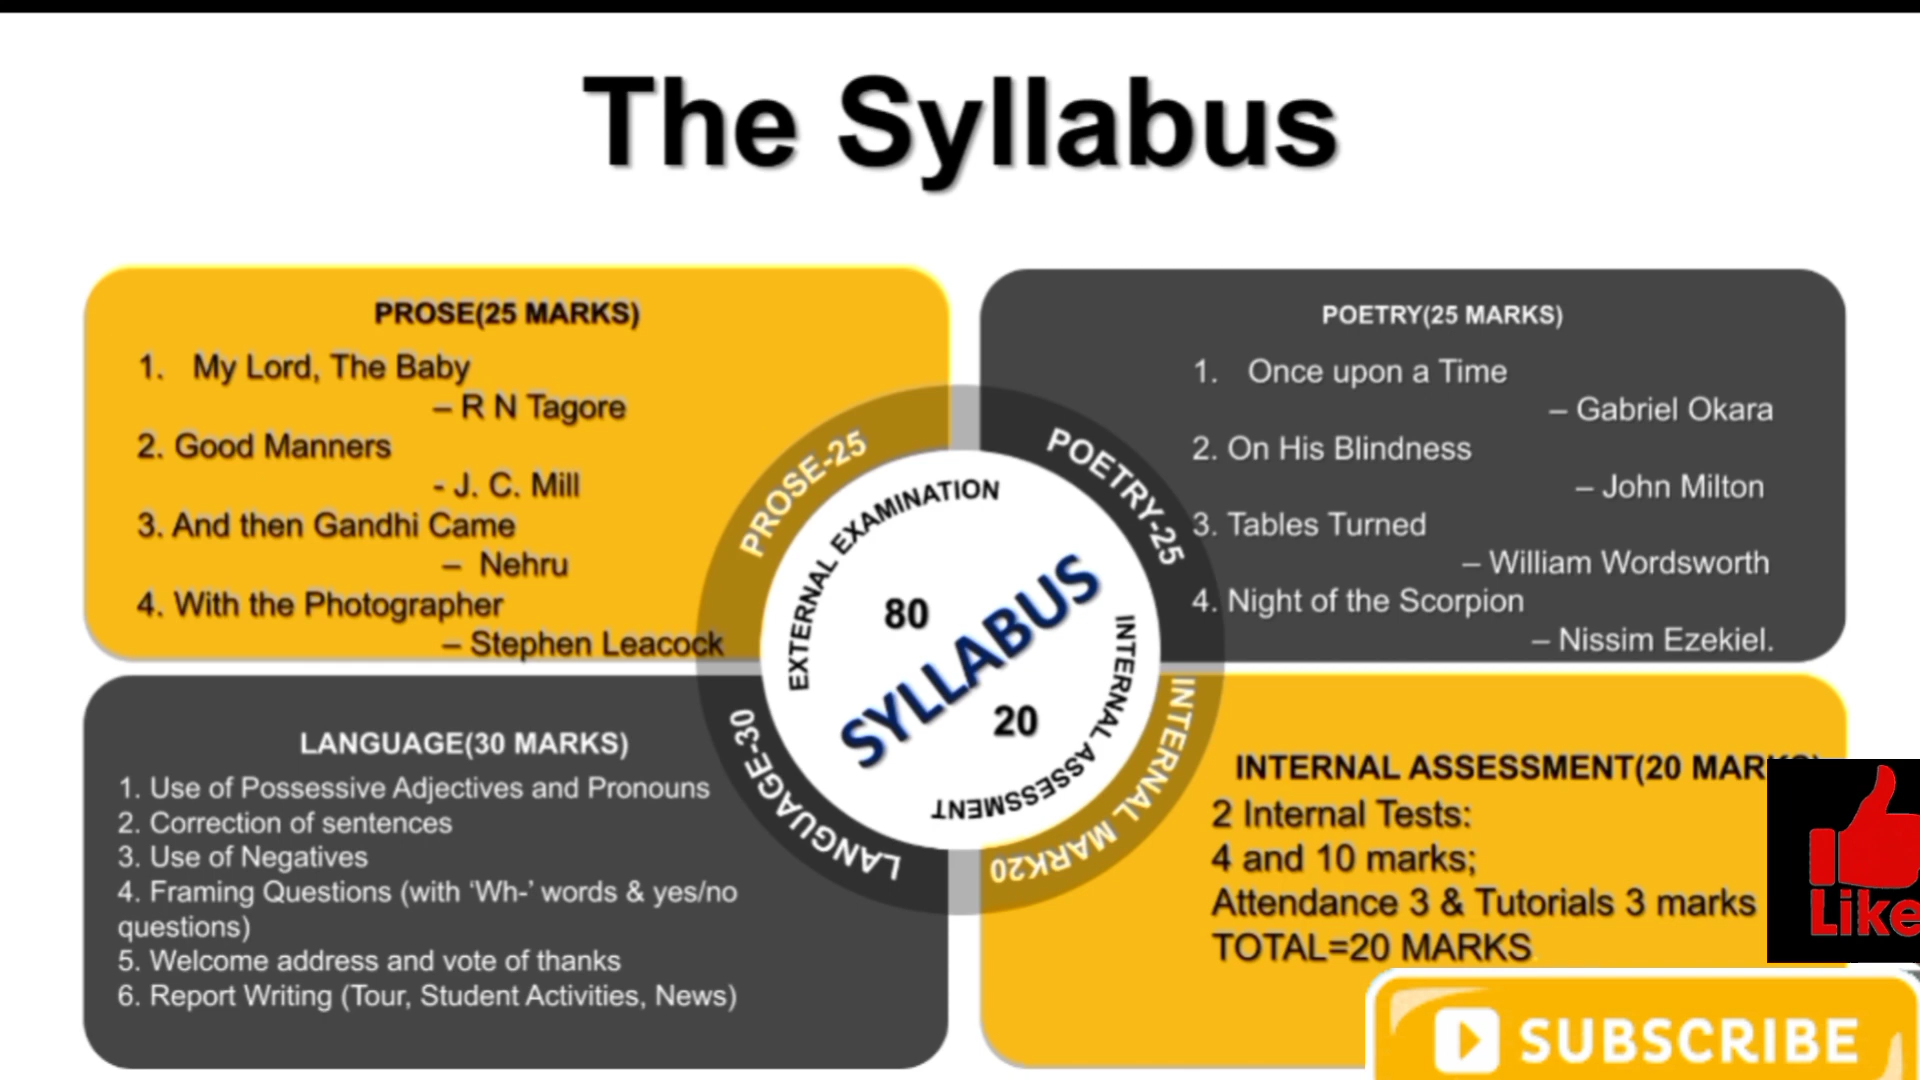 The Syllabus
PROSE(25 MARKS)
1. My Lord, The Baby
– R N Tagore
2. Good Manners
- J. C. Mill
3. And then Gandhi Came
– Nehru
4. With the Photographer
– Stephen Leacock
POETRY(25 MARKS)
1. Once upon a Time
– Gabriel Okara
2. On His Blindness
– John Milton
3. Tables Turned
– William Wordsworth
4. Night of the Scorpion
– Nissim Ezekiel.
PROSE-25
POETRY-25
EXTERNAL EXAMINATION
80
SYLLABUS
20
INTERNAL ASSESSMENT
LANGUAGE-30
INTERNAL MARK20
LANGUAGE(30 MARKS)
1. Use of Possessive Adjectives and Pronouns
2. Correction of sentences
3. Use of Negatives
4. Framing Questions (with ‘Wh-’ words & yes/no
questions)
5. Welcome address and vote of thanks
6. Report Writing (Tour, Student Activities, News)
INTERNAL ASSESSMENT(20 MARKS)
2 Internal Tests:
4 and 10 marks;
Attendance 3 & Tutorials 3 marks
TOTAL=20 MARKS
Like
SUBSCRIBE